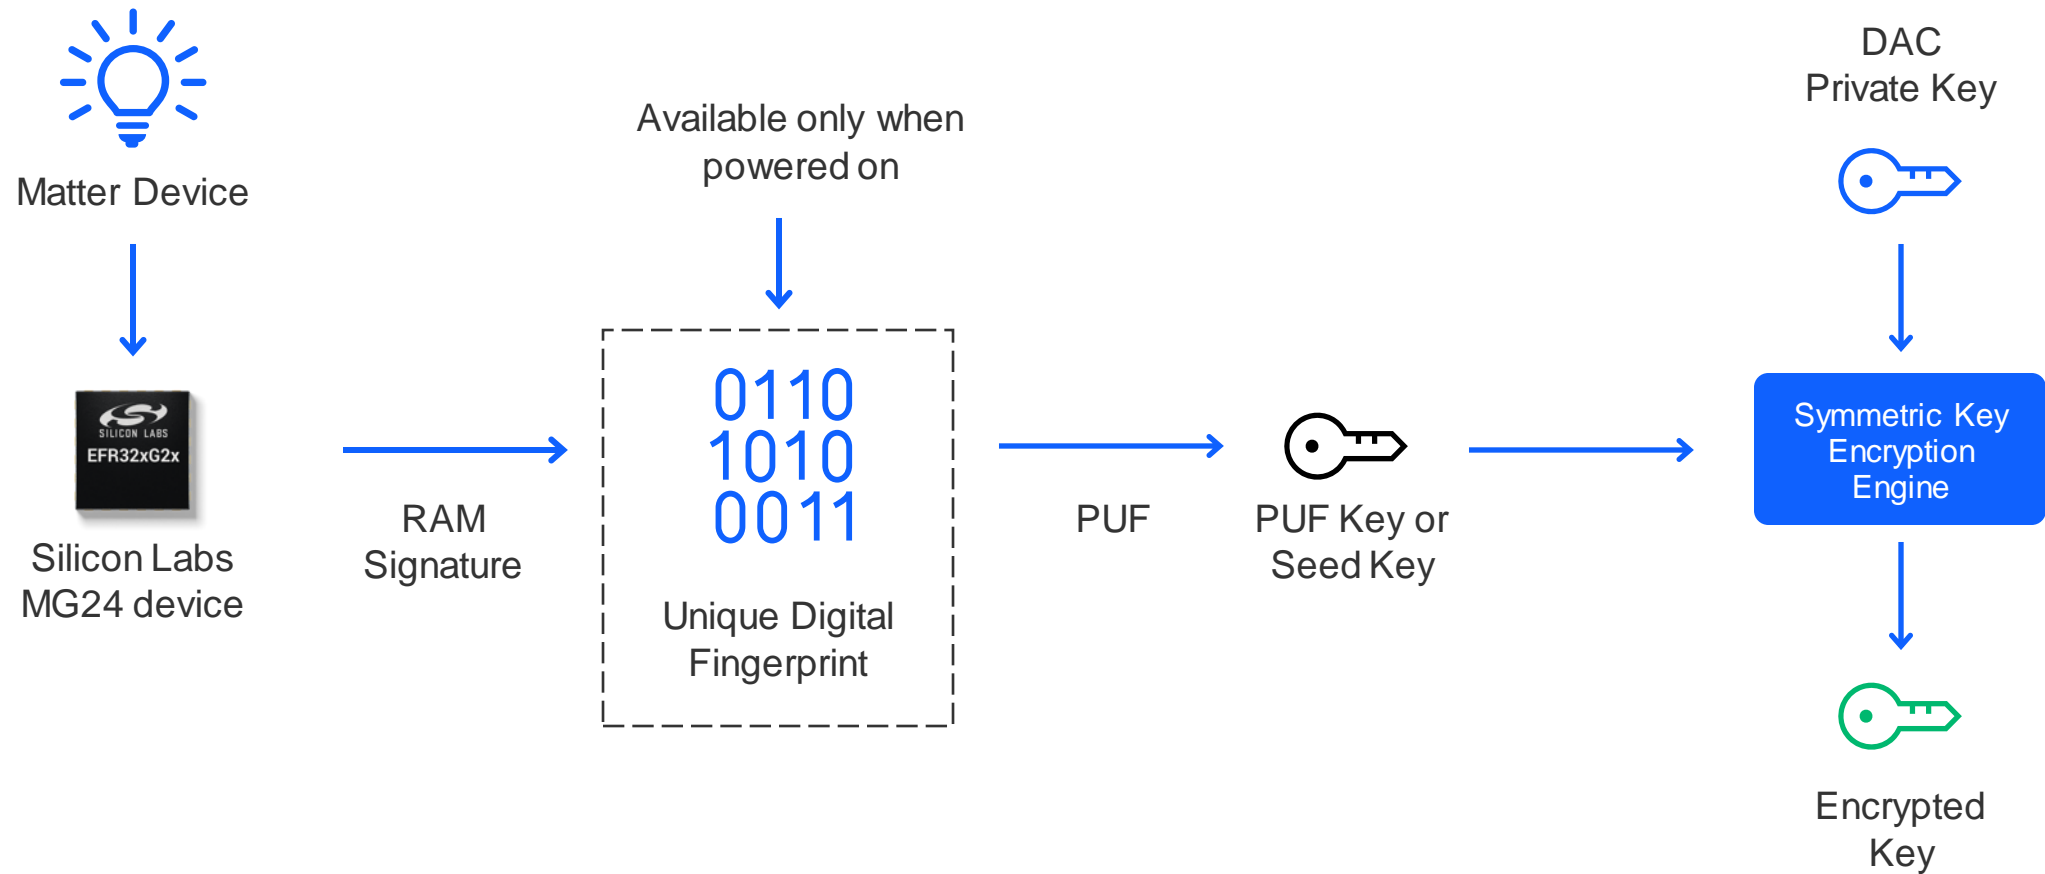 Matter Device
SILICON LABS
EFR32xG2x
Silicon Labs
MG24 device
RAM
Signature
Available only when
powered on
0110
1010
0011
Unique Digital
Fingerprint
PUF
PUF Key or
Seed Key
DAC
Private Key
Symmetric Key
Encryption
Engine
Encrypted
Key